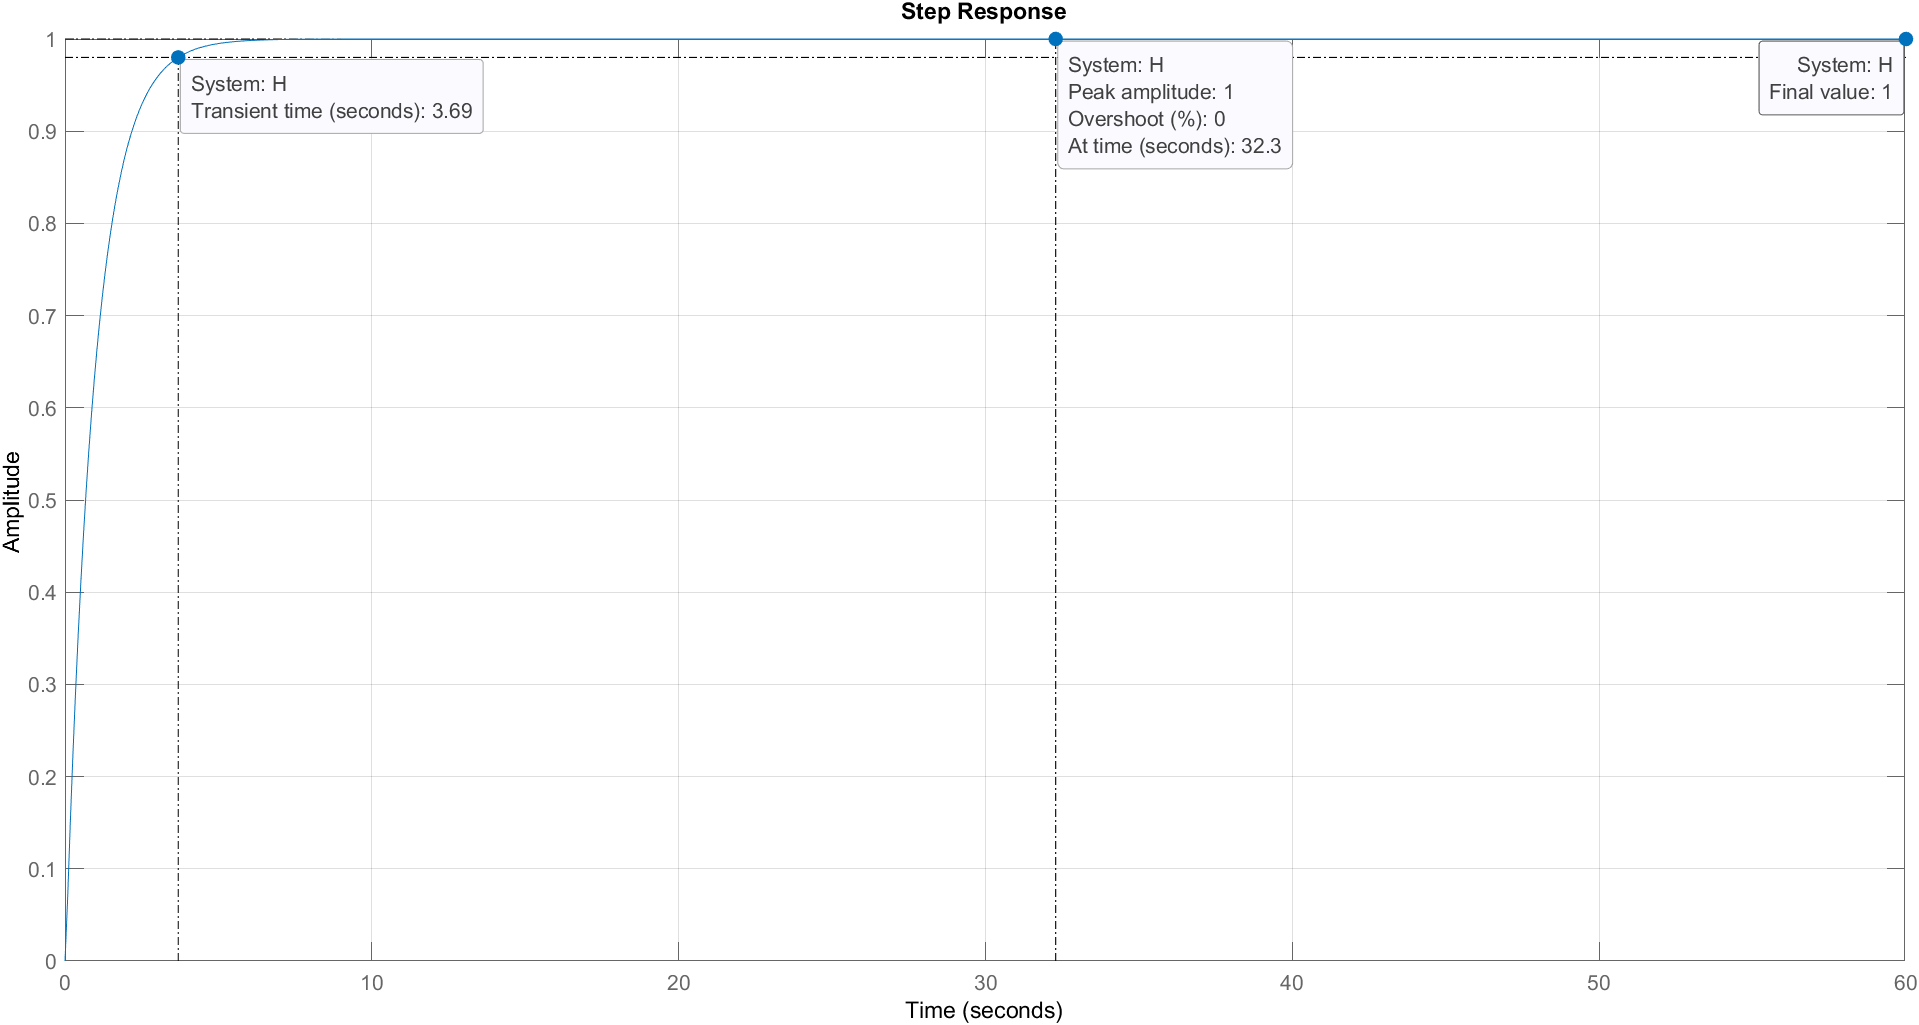 Step Response
1
0.9
0.8
0.7
0.6
0.5
0.4
0.3
0.2
0.1
0
Amplitude
System: H
Transient time (seconds): 3.69
System: H
Peak amplitude: 1
Overshoot (%): 0
At time (seconds): 32.3
System: H
Final value: 1
0 10 20 30 40 50 60
Time (seconds)